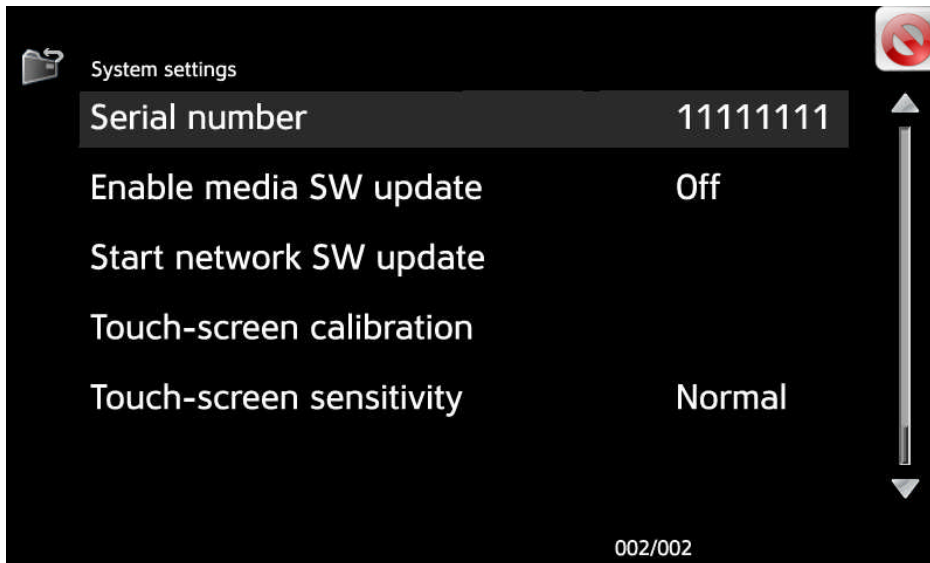 System settings
Serial number 11111111
Enable media SW update Off
Start network SW update
Touch-screen calibration
Touch-screen sensitivity Normal
002/002